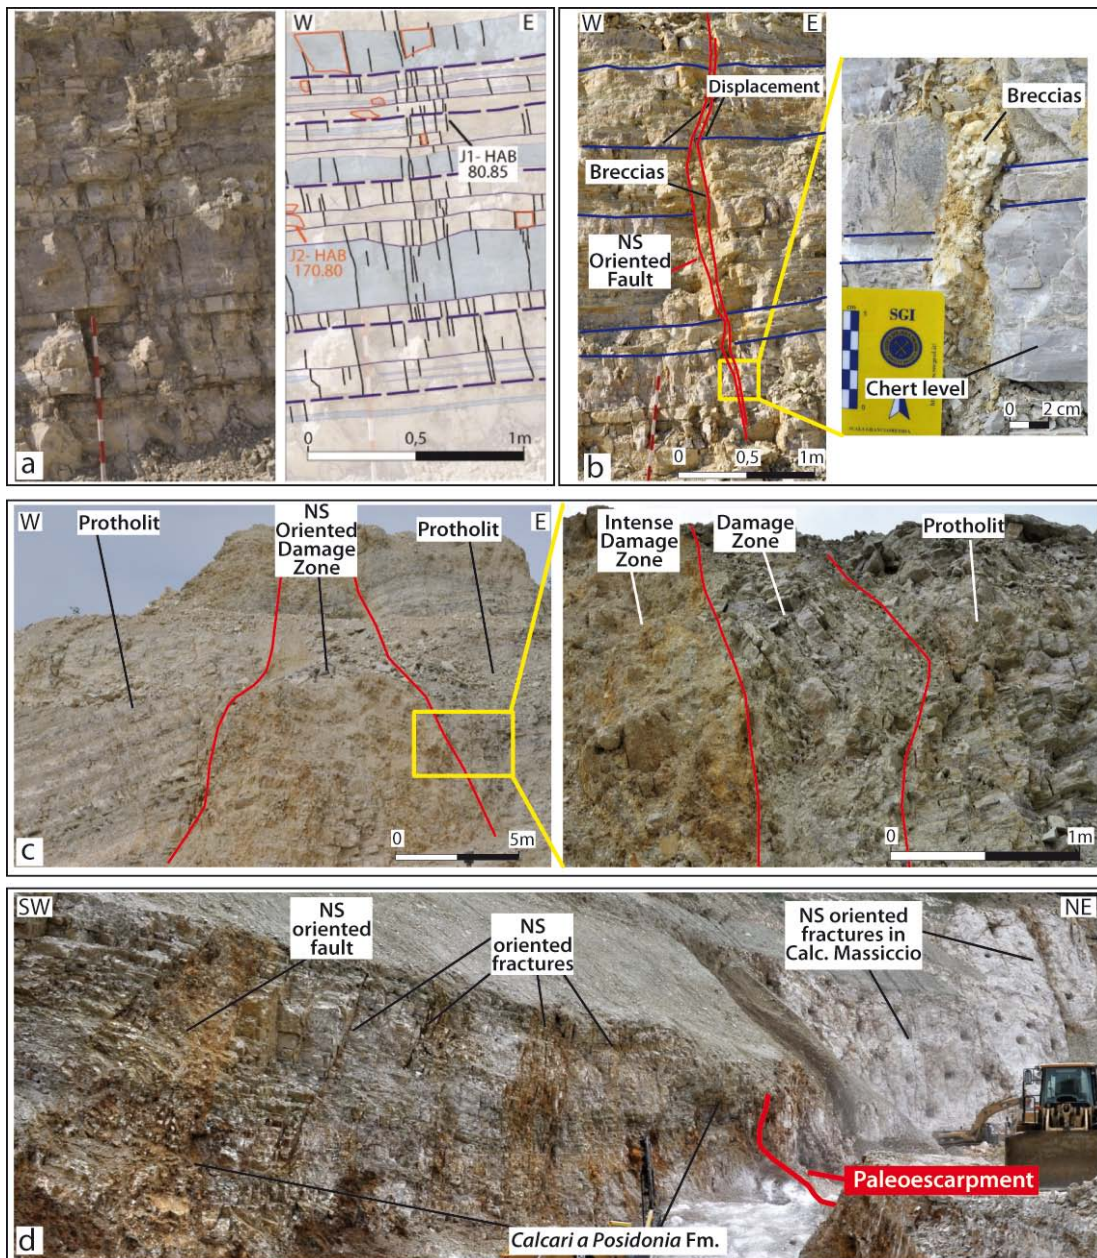 W
E
J1- HAB
80.85
J2- HAB
170.80
0
0,5
1m
a
W
E
Displacement
Breccias
NS
Oriented
Fault
0
0,5
1m
b
Breccias
SGI
Chert level
0
2 cm
W
E
Protholit
NS
Oriented
Damage
Zone
Protholit
0
5m
c
Intense
Damage
Zone
Damage
Zone
Protholit
0
1m
SW
NE
NS
oriented
fault
NS
oriented
fractures
NS oriented
fractures in
Calc. Massiccio
Paleoescarpment
Calcari a Posidonia Fm.
d